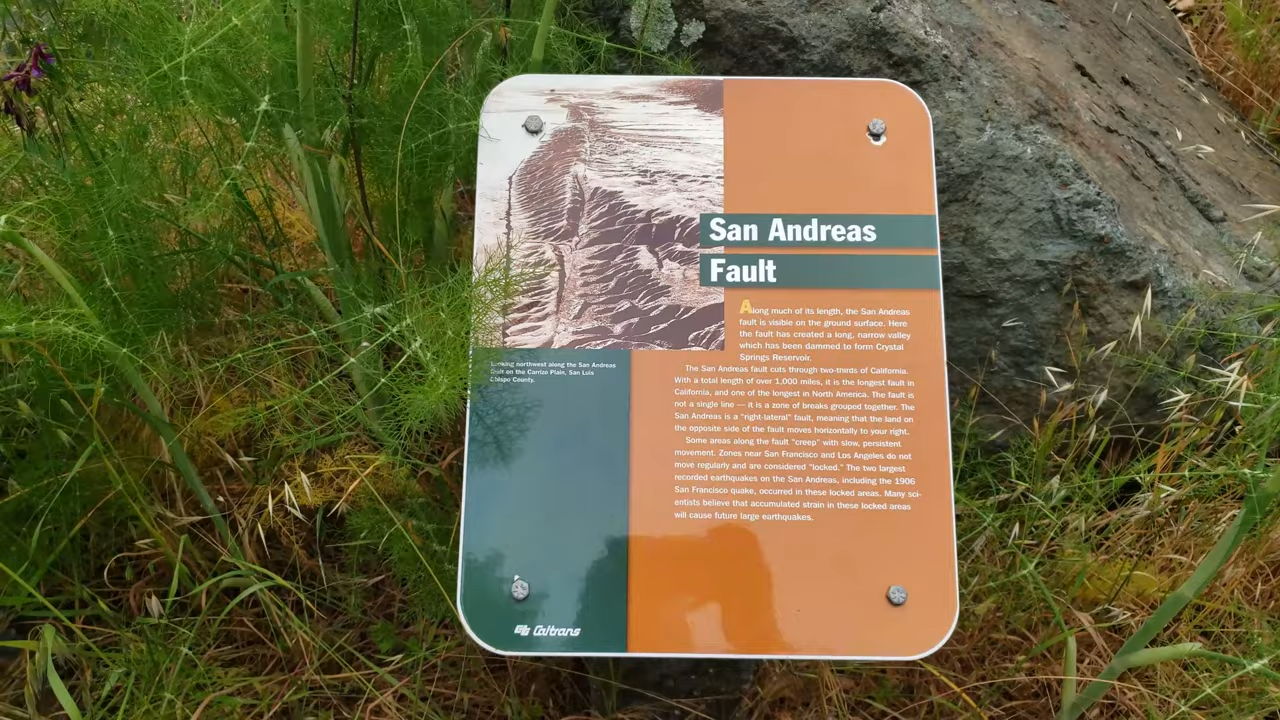 San Andreas
Fault
Along much of its length, the San Andreas
fault is visible on the ground surface. Here
the fault has created a long, narrow valley
which has been dammed to form Crystal
Springs Reservoir.
The San Andreas fault cuts through two-thirds of California.
With a total length of over 1,000 miles, it is the longest fault in
California, and one of the longest in North America. The fault is
not a single line — it is a zone of breaks grouped together. The
San Andreas is a “right-lateral” fault, meaning that the land on
the opposite side of the fault moves horizontally to your right.
Some areas along the fault “creep” with slow, persistent
movement. Zones near San Francisco and Los Angeles do not
move regularly and are considered “locked.” The two largest
recorded earthquakes on the San Andreas, including the 1906
San Francisco quake, occurred in these locked areas. Many sci-
entists believe that accumulated strain in these locked areas
will cause future large earthquakes.
Looking northwest along the San Andreas
fault on the Carrizo Plain, San Luis
Obispo County.
Caltrans